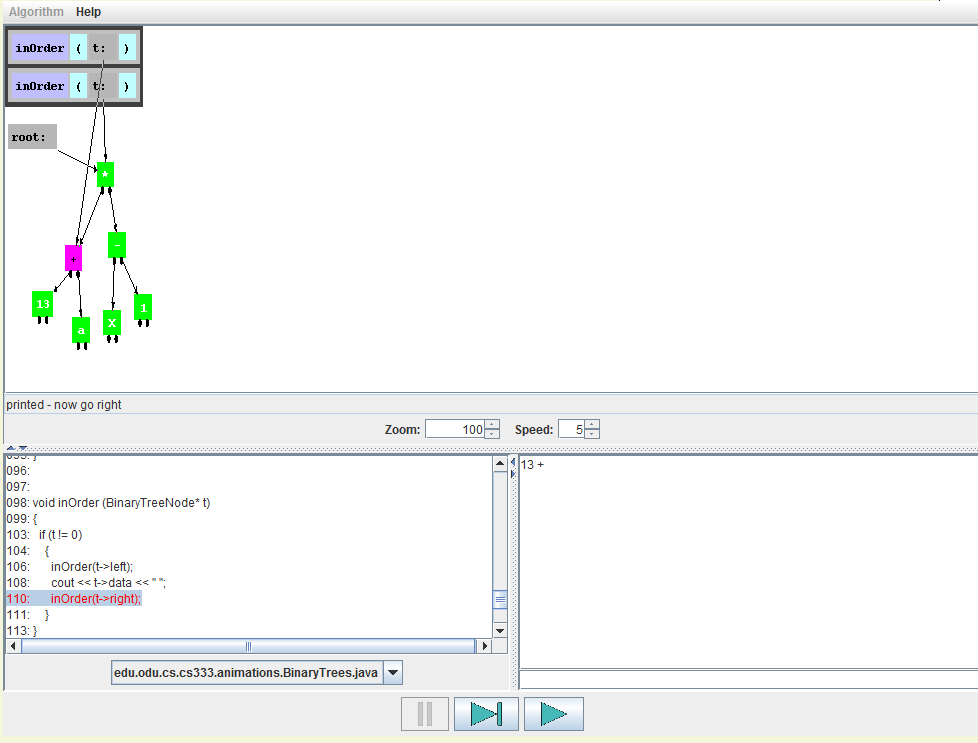 Algorithm Help
inOrder ( t: )
inOrder ( t: )
root:
*
+
-
13
a
X
1
printed - now go right
Zoom: 100 Speed: 5
095: }
096:
097:
098: void inOrder (BinaryTreeNode* t)
099: {
103: if (t != 0)
104: {
106: inOrder(t->left);
108: cout << t->data << " ";
110: inOrder(t->right);
111: }
113: }
13 +
edu.odu.cs.cs333.animations.BinaryTrees.java